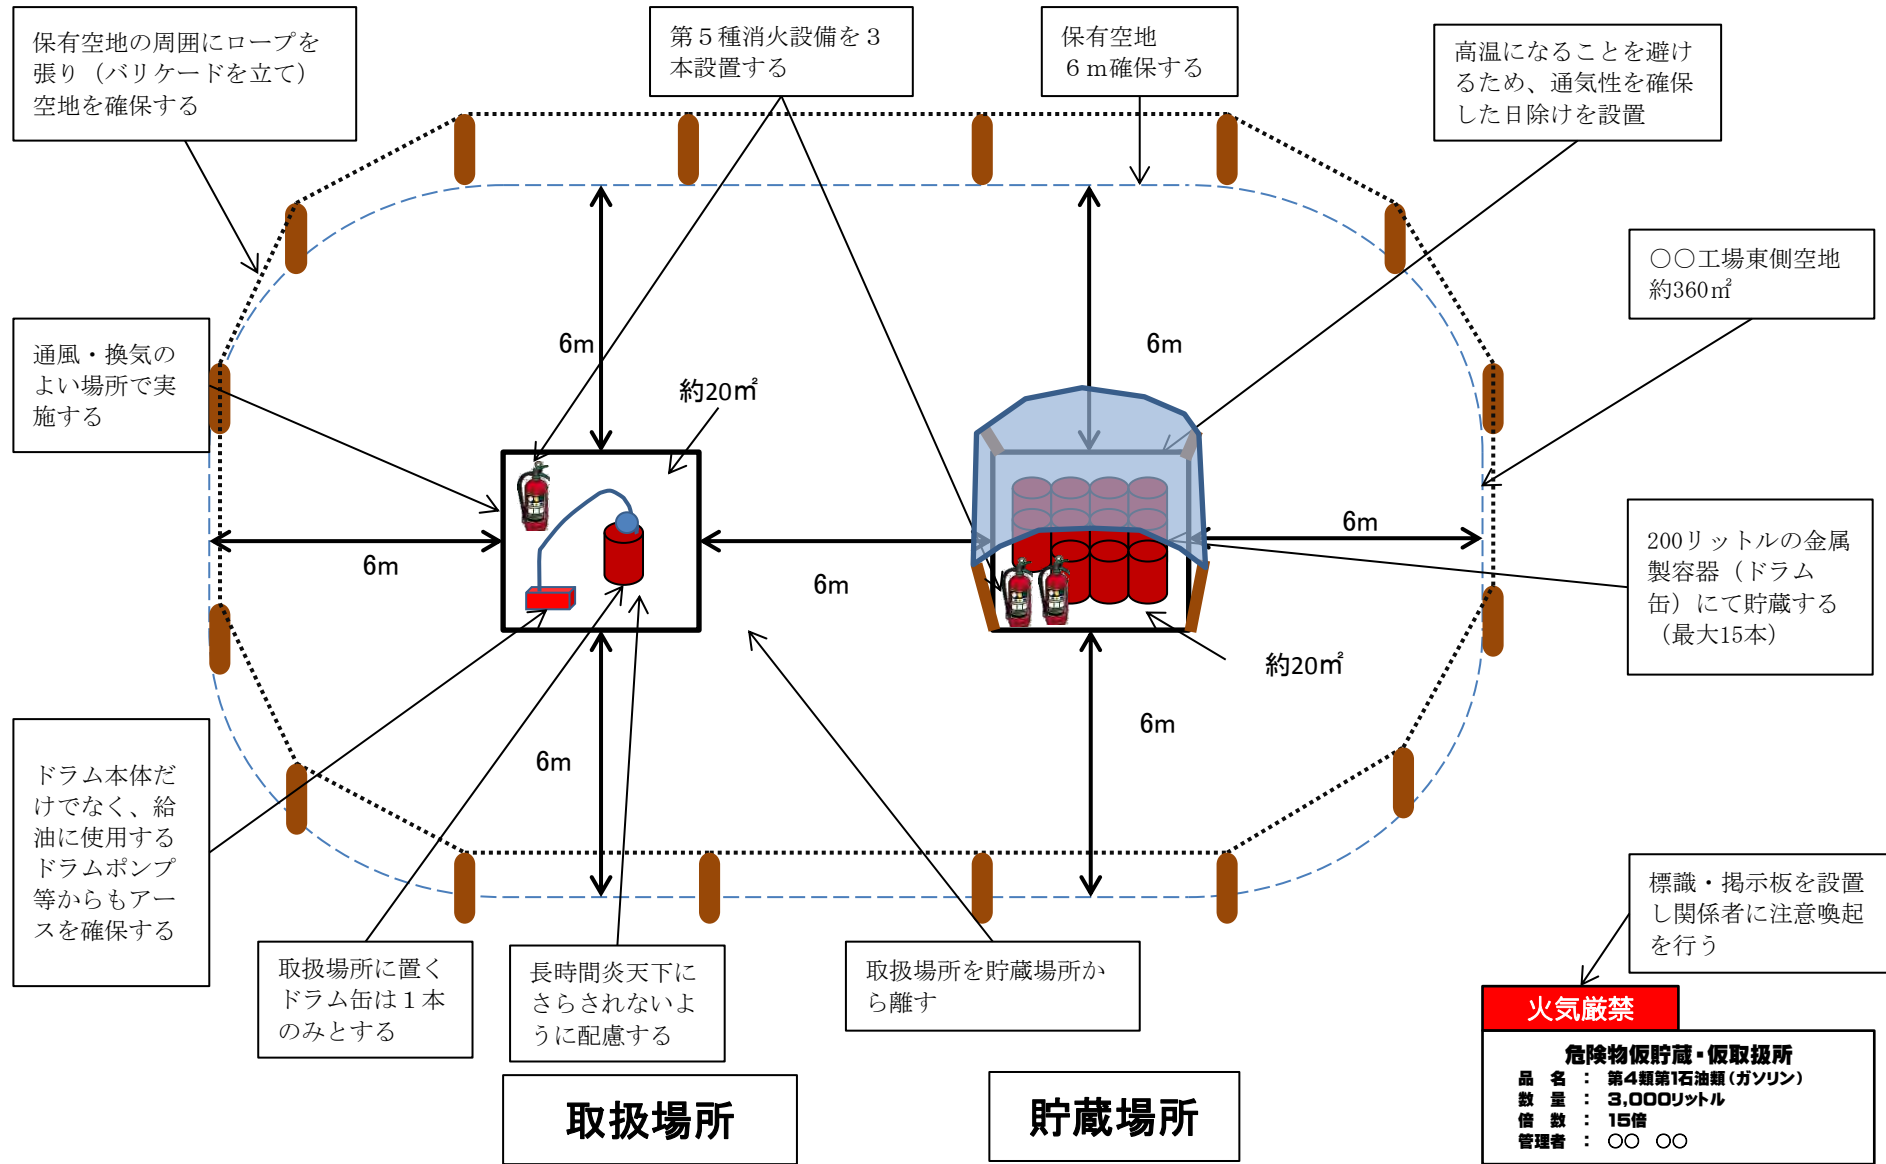 保有空地の周囲にロープを
張り（バリケードを立て）
空地を確保する
第５種消火設備を３
本設置する
保有空地
６ｍ確保する
高温になることを避け
るため、通気性を確保
した日除けを設置
○○工場東側空地
約360㎡
通風・換気の
よい場所で実
施する
6m
6m
約20㎡
6m
6m
6m
200リットルの金属
製容器（ドラム
缶）にて貯蔵する
（最大15本）
約20㎡
6m
6m
ドラム本体だ
けでなく、給
油に使用する
ドラムポンプ
等からもアー
スを確保する
取扱場所に置く
ドラム缶は１本
のみとする
長時間炎天下に
さらされないよ
うに配慮する
取扱場所を貯蔵場所か
ら離す
標識・掲示板を設置
し関係者に注意喚起
を行う
火気厳禁
危険物仮貯蔵・仮取扱所
品　名　：　第4類第1石油類（ガソリン）
数　量　：　3,000リットル
倍　数　：　15倍
管理者　：　○○　○○
取扱場所
貯蔵場所